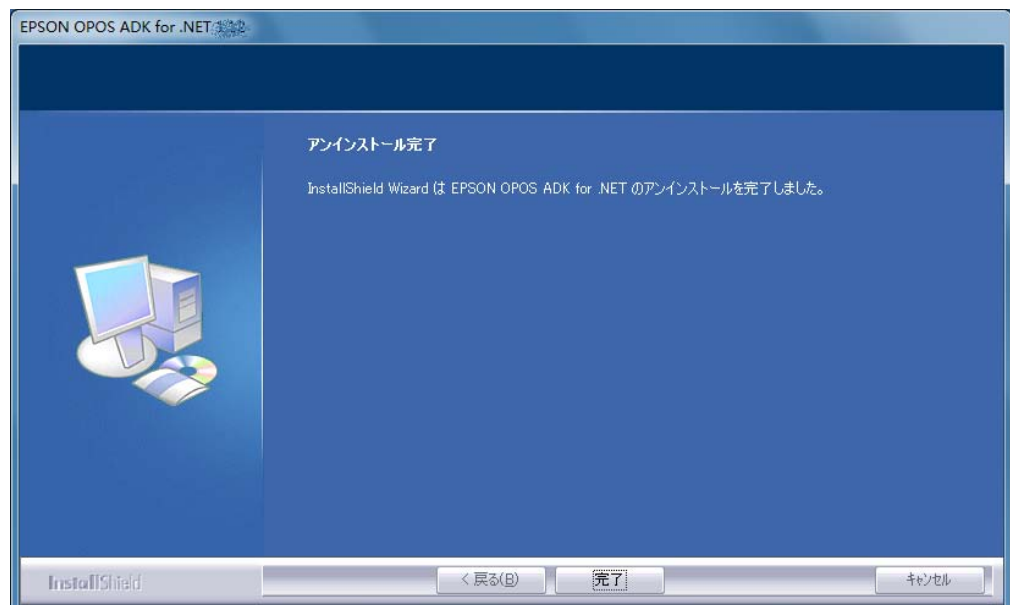 EPSON OPOS ADK for .NET
アンインストール完了
InstallShield Wizard は EPSON OPOS ADK for .NET のアンインストールを完了しました。
InstallShield
< 戻る(B)
完了
キャンセル